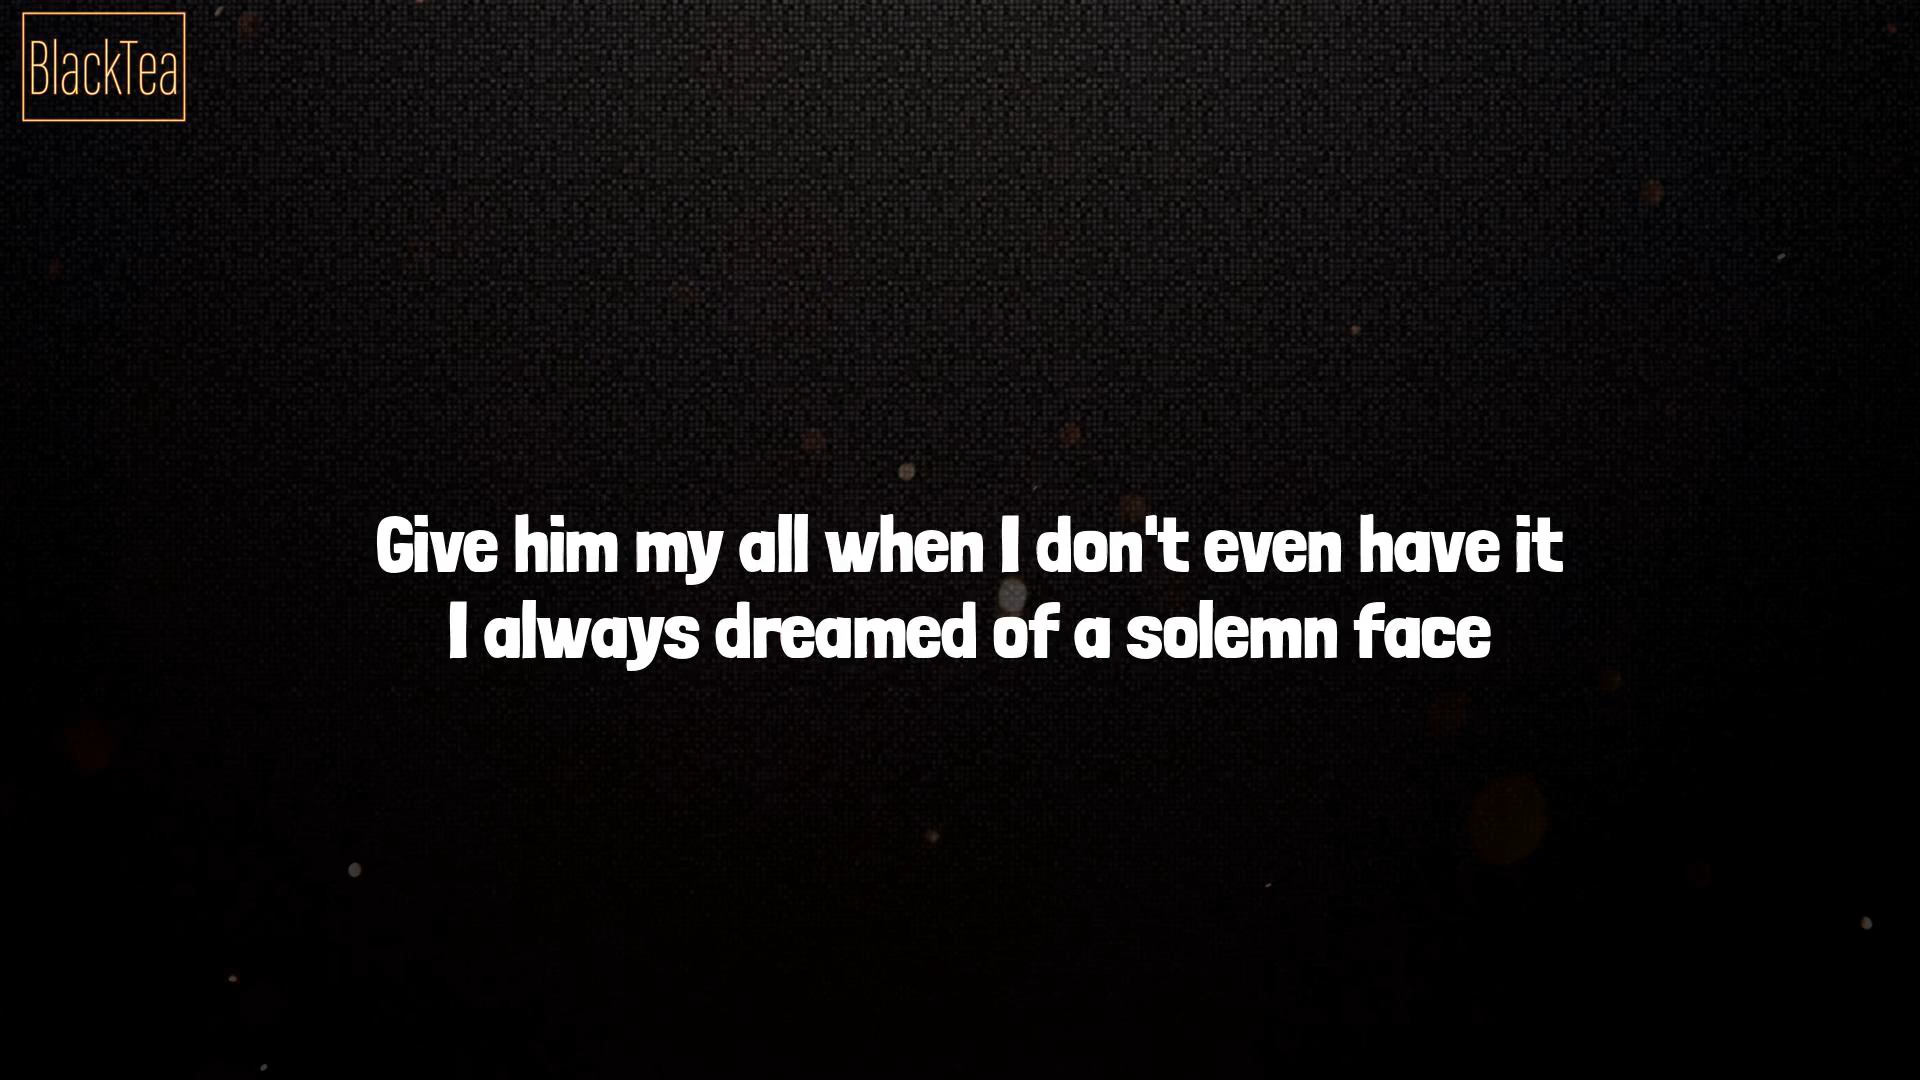 BlackTea
Give him my all when I don't even have it
I always dreamed of a solemn face